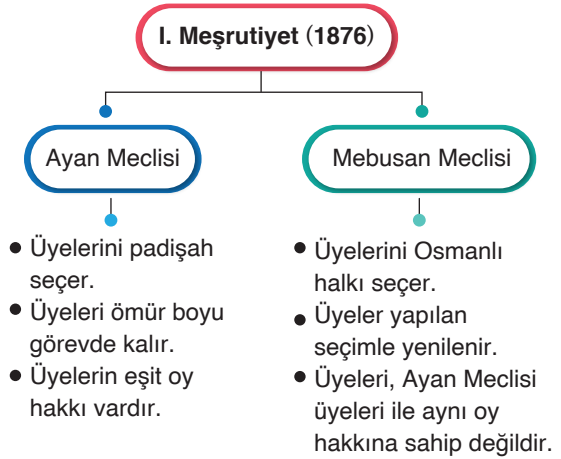 I. Meşrutiyet (1876)
Ayan Meclisi
• Üyelerini padişah
seçer.
• Üyeleri ömür boyu
görevde kalır.
• Üyelerin eşit oy
hakkı vardır.
Mebusan Meclisi
• Üyelerini Osmanlı
halkı seçer.
• Üyeler yapılan
seçimle yenilenir.
• Üyeleri, Ayan Meclisi
üyeleri ile aynı oy
hakkına sahip değildir.